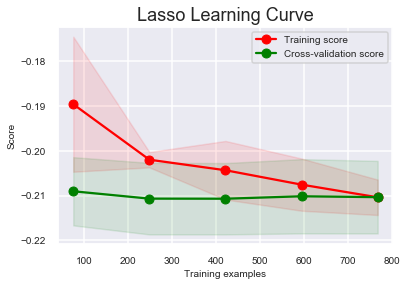 Lasso Learning Curve
Training score
Cross-validation score
−0.18
−0.19
−0.20
−0.21
−0.22
Score
100 200 300 400 500 600 700 800
Training examples